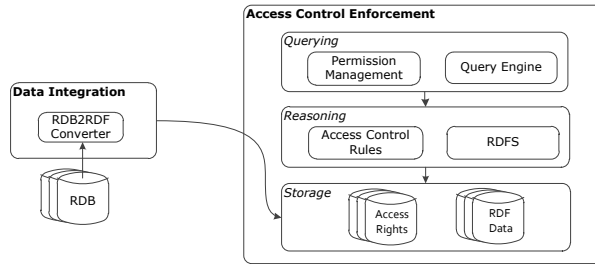 Access Control Enforcement
Querying
Permission
Management
Query Engine
Data Integration
RDB2RDF
Converter
RDB
Reasoning
Access Control
Rules
RDFS
Storage
Access
Rights
RDF
Data